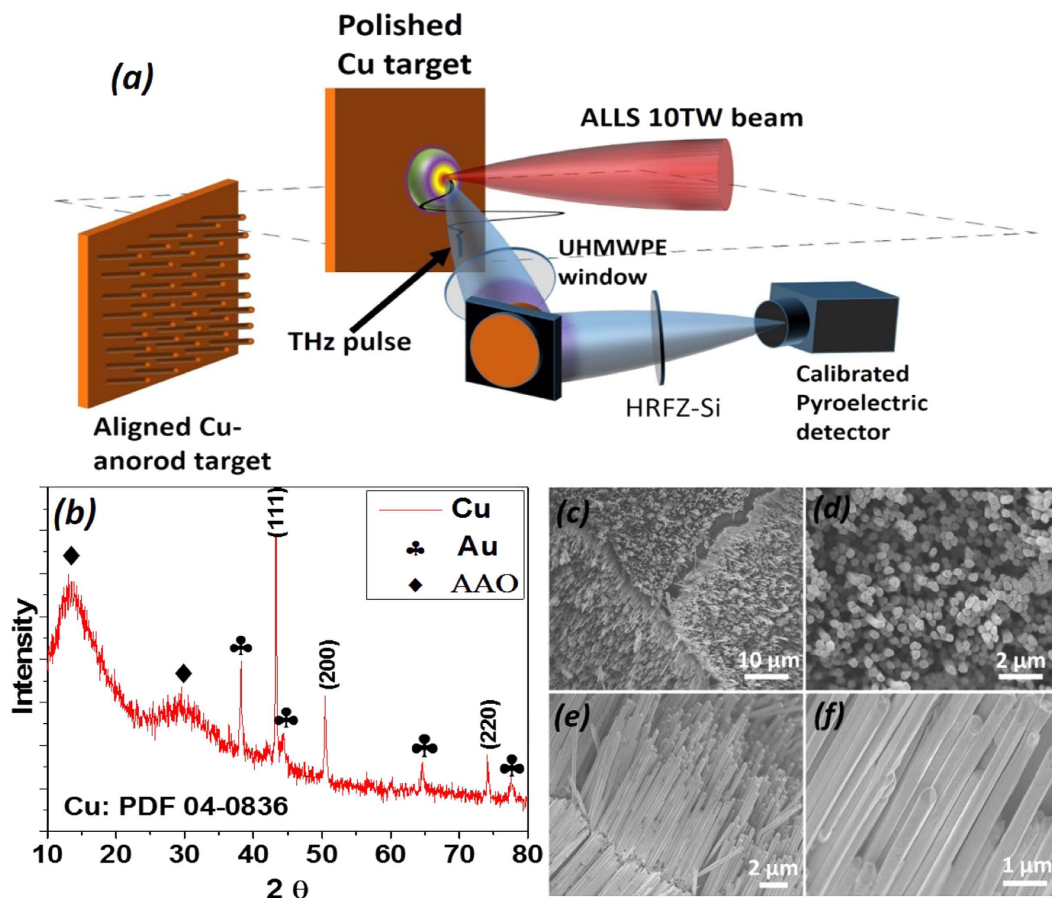 (a)
Polished
Cu target
ALLS 10TW beam
UHMWPE
window
THz pulse
HRFZ-Si
Calibrated
Pyroelectric
detector
Aligned Cu-
anorod target
(b)
Intensity
(111)
(200)
(220)
Cu
♣ Au
◆ AAO
Cu: PDF 04-0836
10 20 30 40 50 60 70 80
2 θ
(c)
10 µm
(d)
2 µm
(e)
2 µm
(f)
1 µm